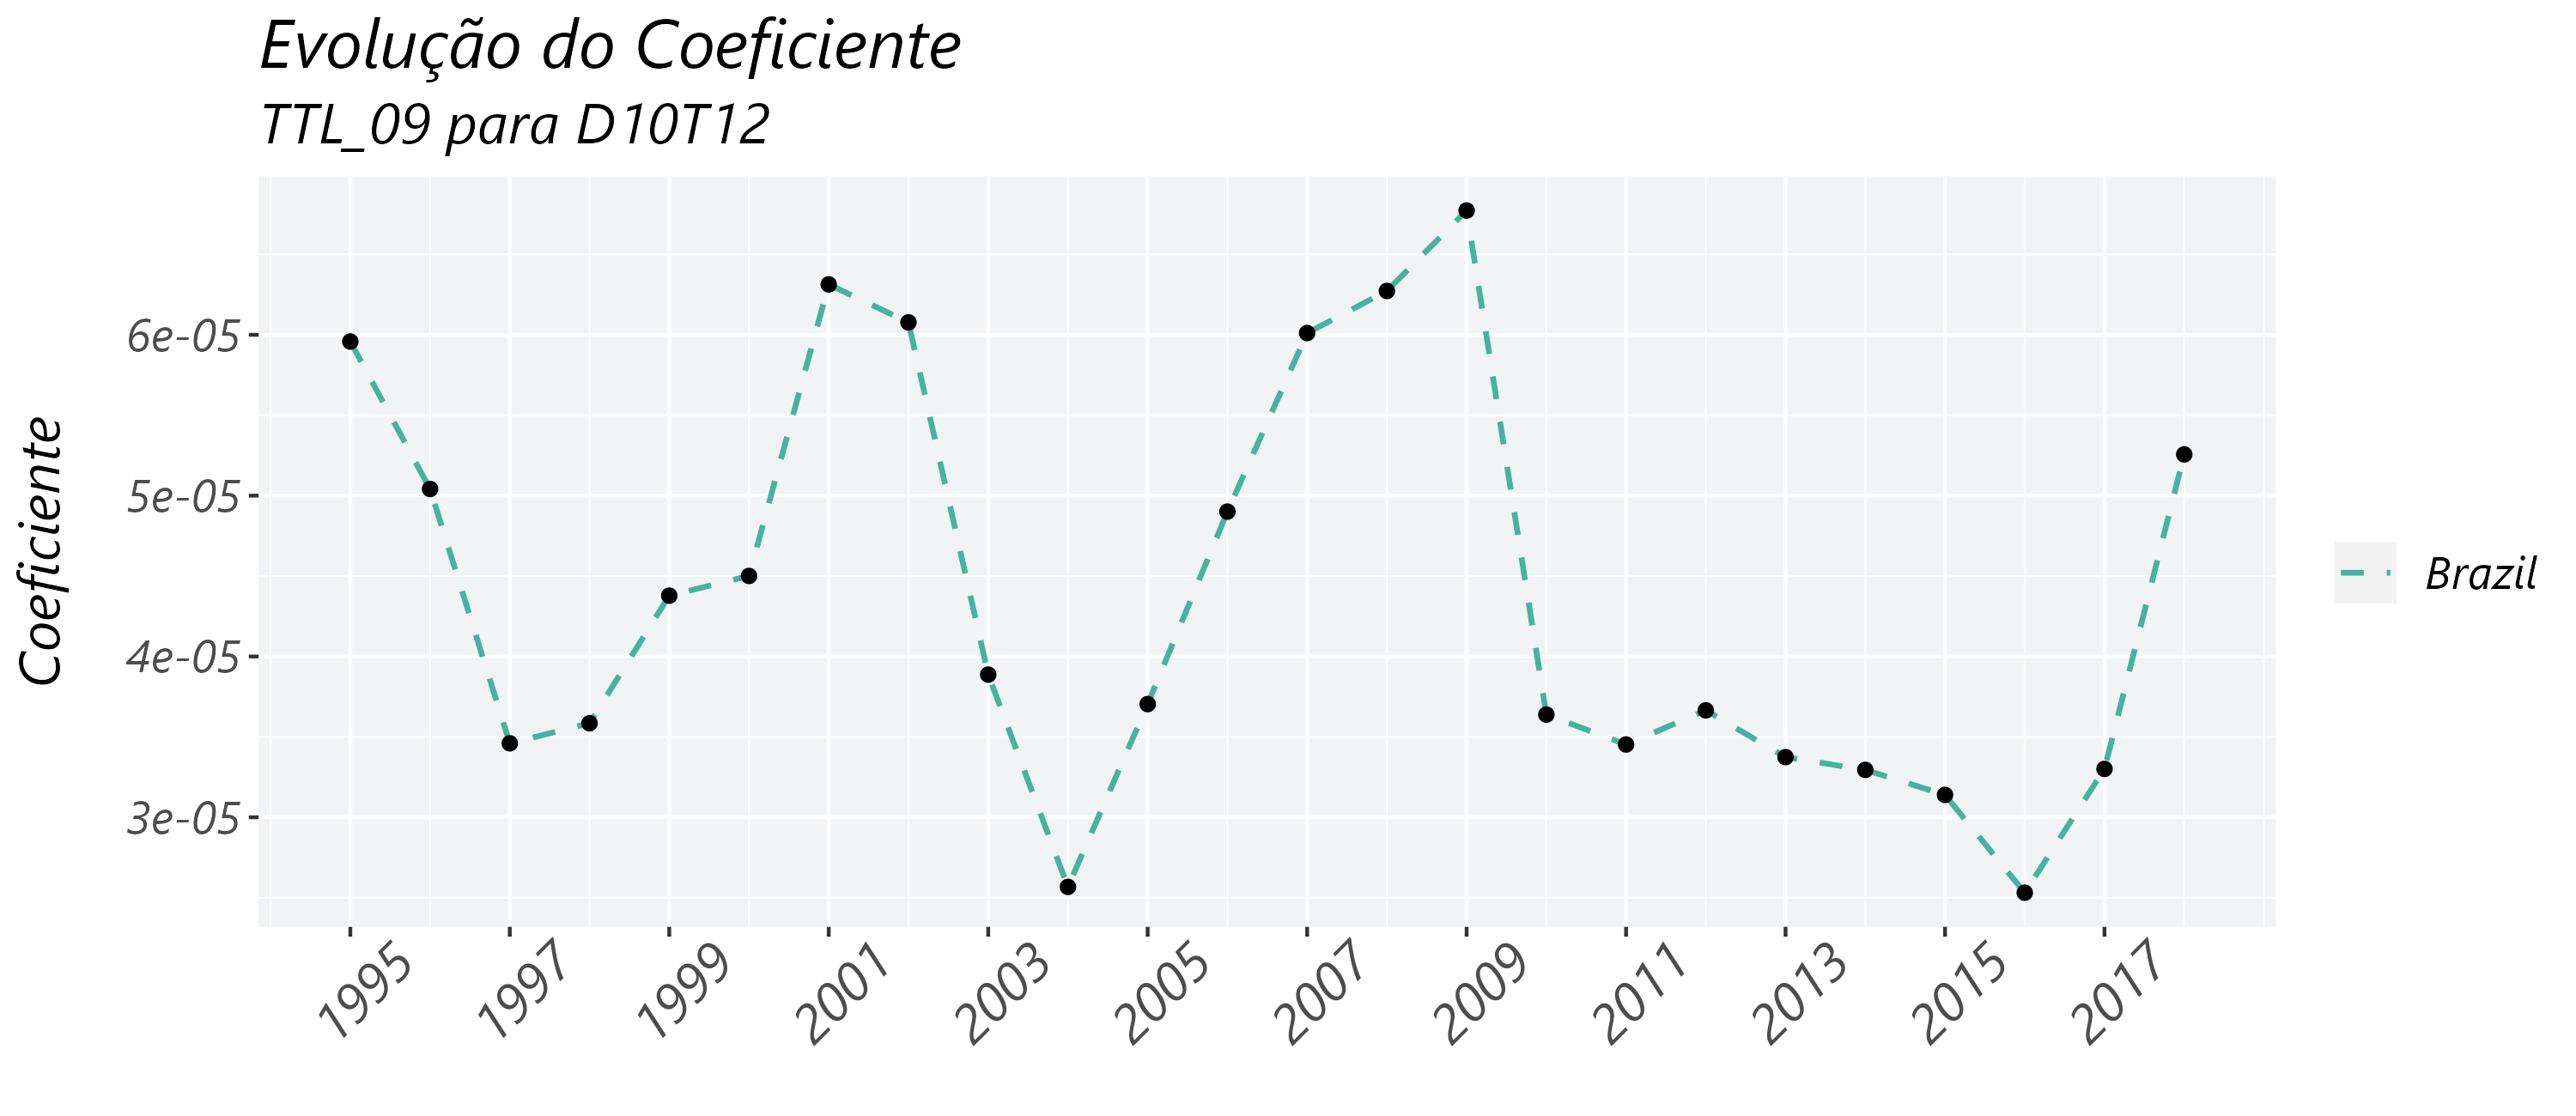 Evolução do Coeficiente
TTL_09 para D10T12
Coeficiente
6e-05
5e-05
4e-05
3e-05
1995
1997
1999
2001
2003
2005
2007
2009
2011
2013
2015
2017
Brazil